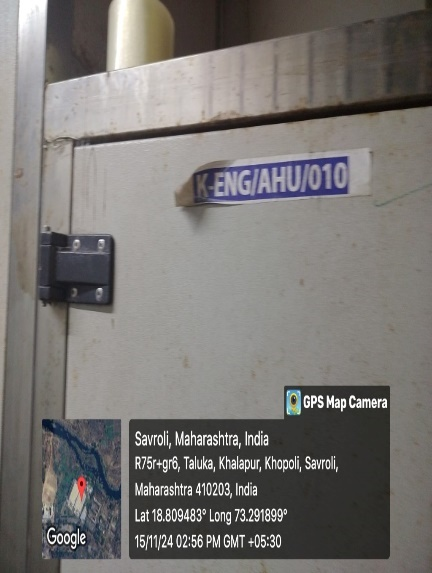 K-ENG/AHU/010
GPS Map Camera
Savroli, Maharashtra, India
R75r+gr6, Taluka, Khalapur, Khopoli, Savroli,
Maharashtra 410203, India
Lat 18.809483° Long 73.291899°
15/11/24 02:56 PM GMT +05:30
Google